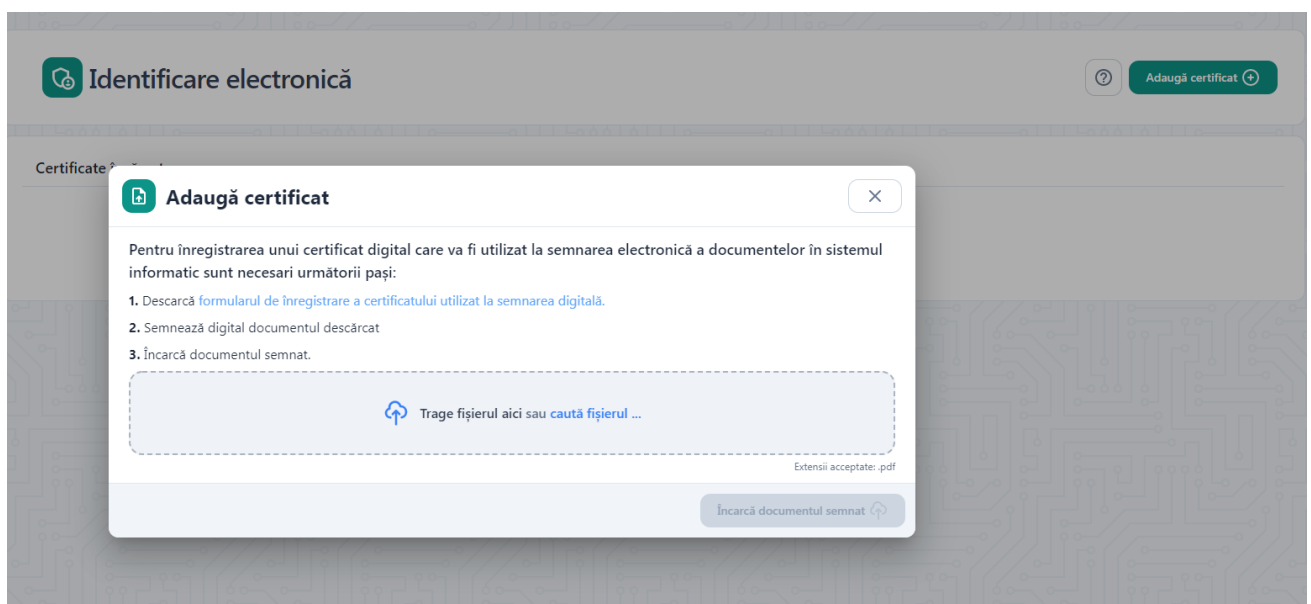 Identificare electronică
Adaugă certificat
Certificate
Adaugă certificat
Pentru înregistrarea unui certificat digital care va fi utilizat la semnarea electronică a documentelor în sistemul
informatic sunt necesari următorii pași:
1. Descarcă formularul de înregistrare a certificatului utilizat la semnarea digitală.
2. Semnează digital documentul descărcat
3. Încarcă documentul semnat.
Trage fișierul aici sau caută fișierul ...
Extensii acceptate: .pdf
Încarcă documentul semnat